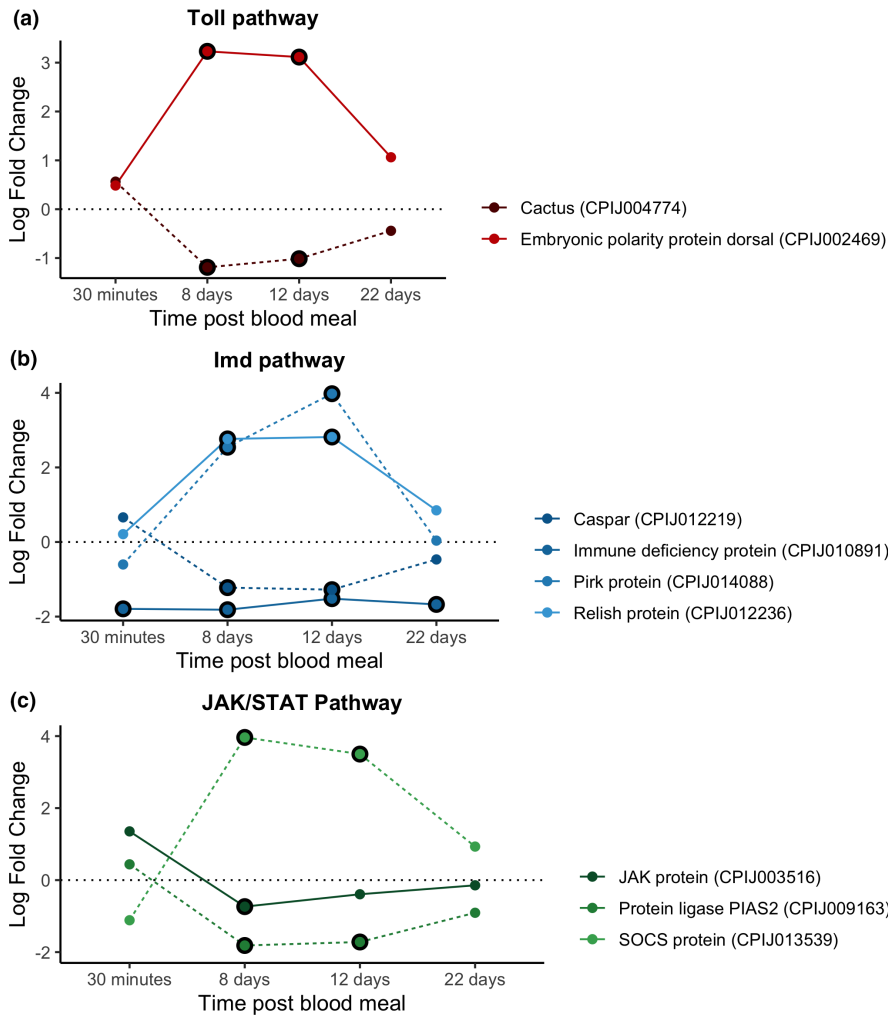 (a)
Toll pathway
Log Fold Change
3
2
1
0
-1
30 minutes 8 days 12 days 22 days
Time post blood meal
Cactus (CPIJ004774)
Embryonic polarity protein dorsal (CPIJ002469)
(b)
Imd pathway
Log Fold Change
4
2
0
-2
30 minutes 8 days 12 days 22 days
Time post blood meal
Caspar (CPIJ012219)
Immune deficiency protein (CPIJ010891)
Pirk protein (CPIJ014088)
Relish protein (CPIJ012236)
(c)
JAK/STAT Pathway
Log Fold Change
4
2
0
-2
30 minutes 8 days 12 days 22 days
Time post blood meal
JAK protein (CPIJ003516)
Protein ligase PIAS2 (CPIJ009163)
SOCS protein (CPIJ013539)